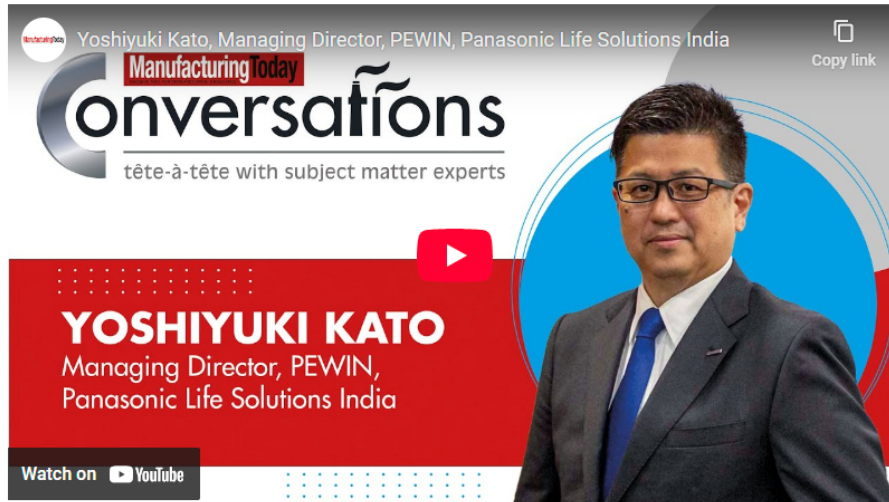 Yoshiyuki Kato, Managing Director, PEWIN, Panasonic Life Solutions India
Copy link
ManufacturingToday
Conversations
tête-à-tête with subject matter experts
YOSHIYUKI KATO
Managing Director, PEWIN,
Panasonic Life Solutions India
Watch on YouTube